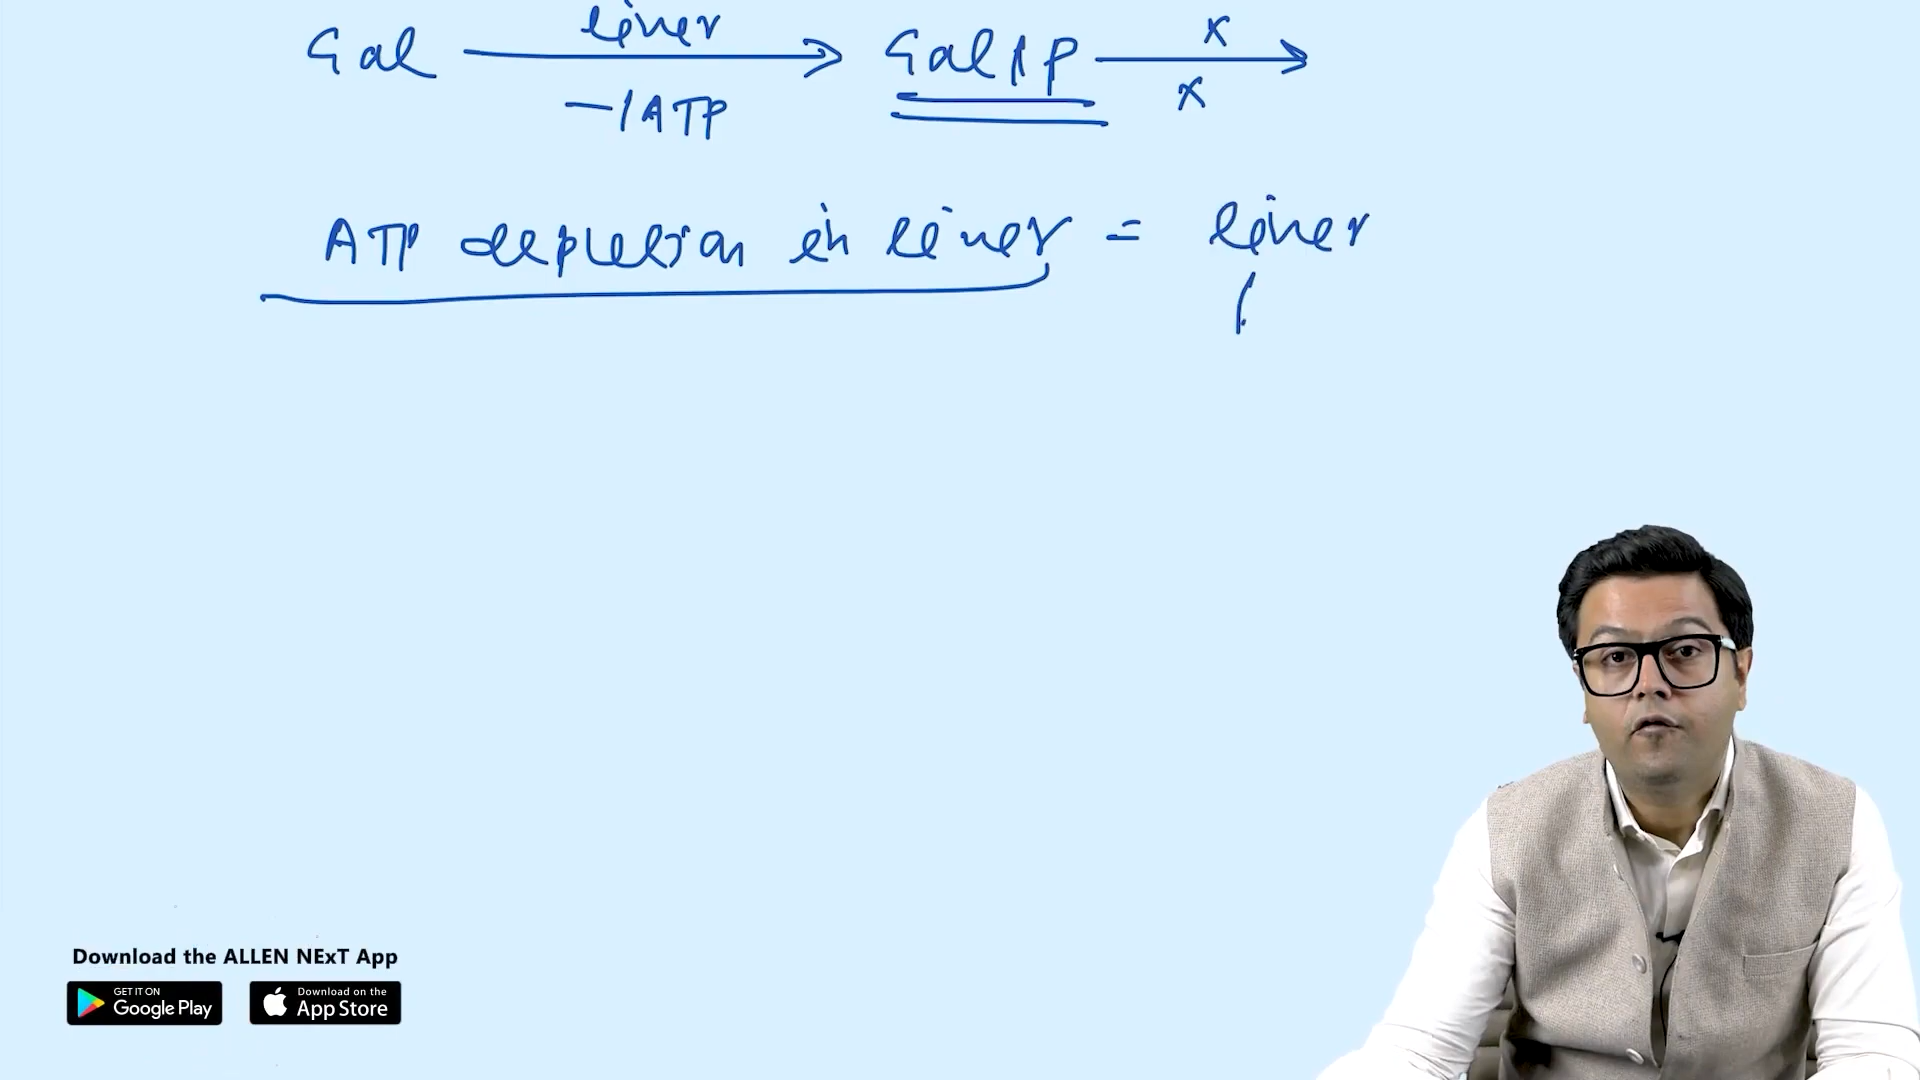 Gal liver → Gal 1 P x →
-1 ATP x
ATP depletion in liver = liver
Download the ALLEN NExT App
GET IT ON Google Play
Download on the App Store